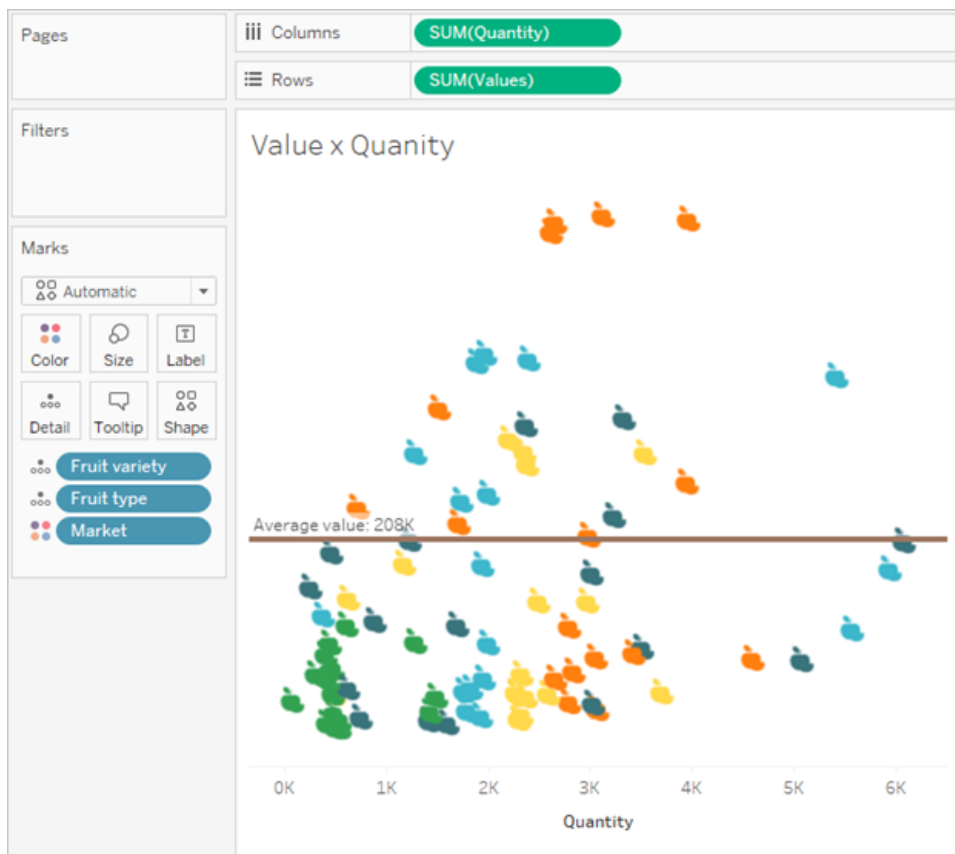 Pages
Columns
SUM(Quantity)
Rows
SUM(Values)
Filters
Value x Quanity
Marks
Automatic
Color
Size
Label
Detail
Tooltip
Shape
Fruit variety
Fruit type
Market
Average value: 208K
0K
1K
2K
3K
4K
5K
6K
Quantity